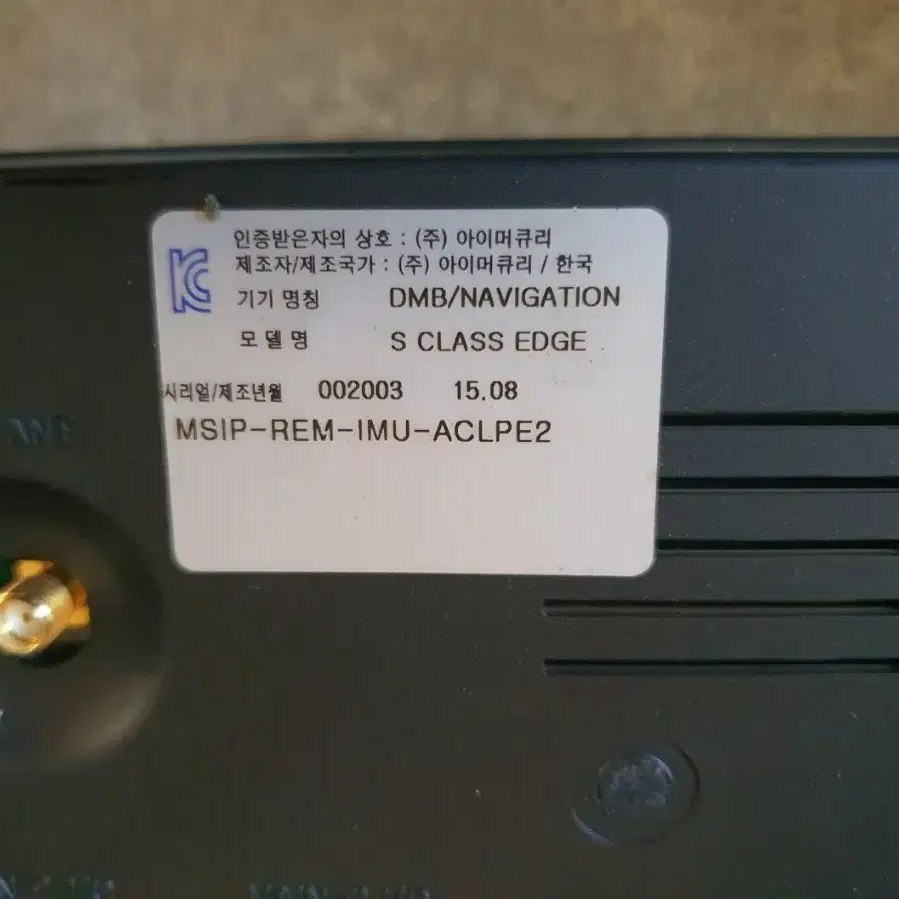 인증받은자의 상호 : (주) 아이머큐리
제조자/제조국가 : (주) 아이머큐리 / 한국
기기 명칭 DMB/NAVIGATION
모 델 명 S CLASS EDGE
시리얼/제조년월 002003 15.08
MSIP-REM-IMU-ACLPE2
ANT